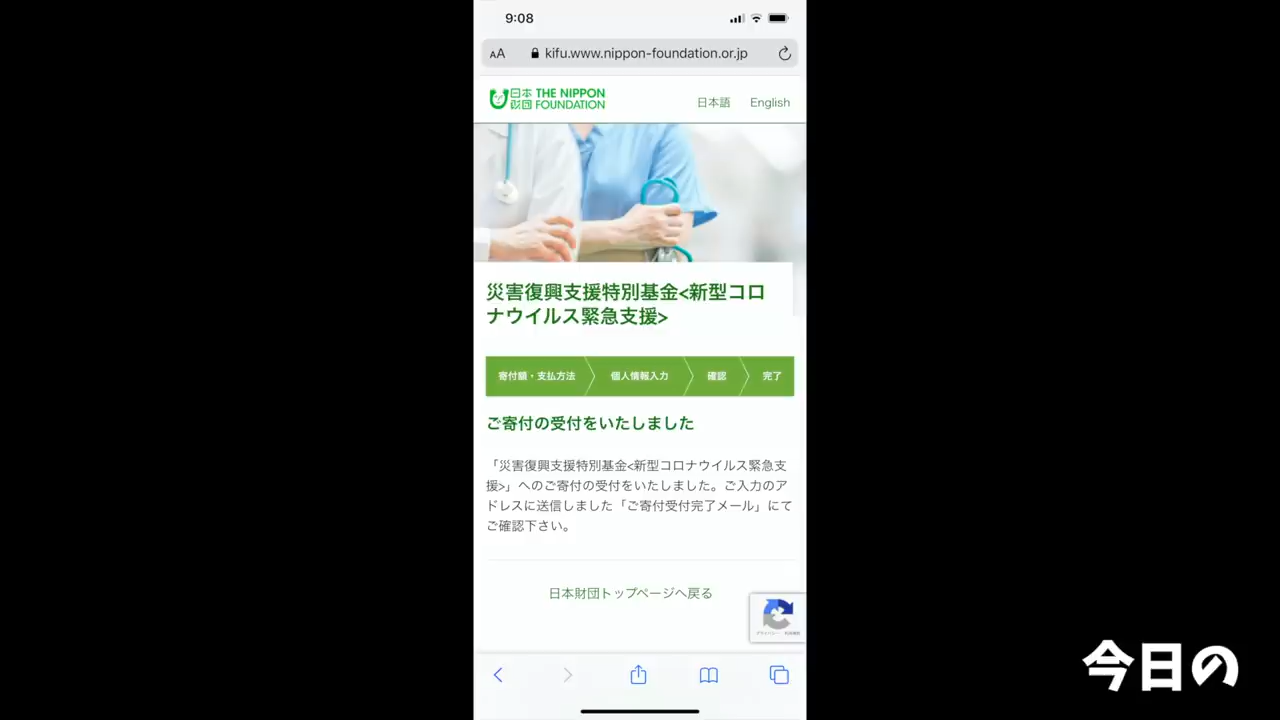 9:08
AA kifu.www.nippon-foundation.or.jp
日本 THE NIPPON
財団 FOUNDATION
日本語 English
災害復興支援特別基金<新型コロ
ナウイルス緊急支援>
寄付額・支払方法 個人情報入力 確認 完了
ご寄付の受付をいたしました
「災害復興支援特別基金<新型コロナウイルス緊急支
援>」へのご寄付の受付をいたしました。ご入力のア
ドレスに送信しました「ご寄付受付完了メール」にて
ご確認下さい。
日本財団トップページへ戻る
今日の